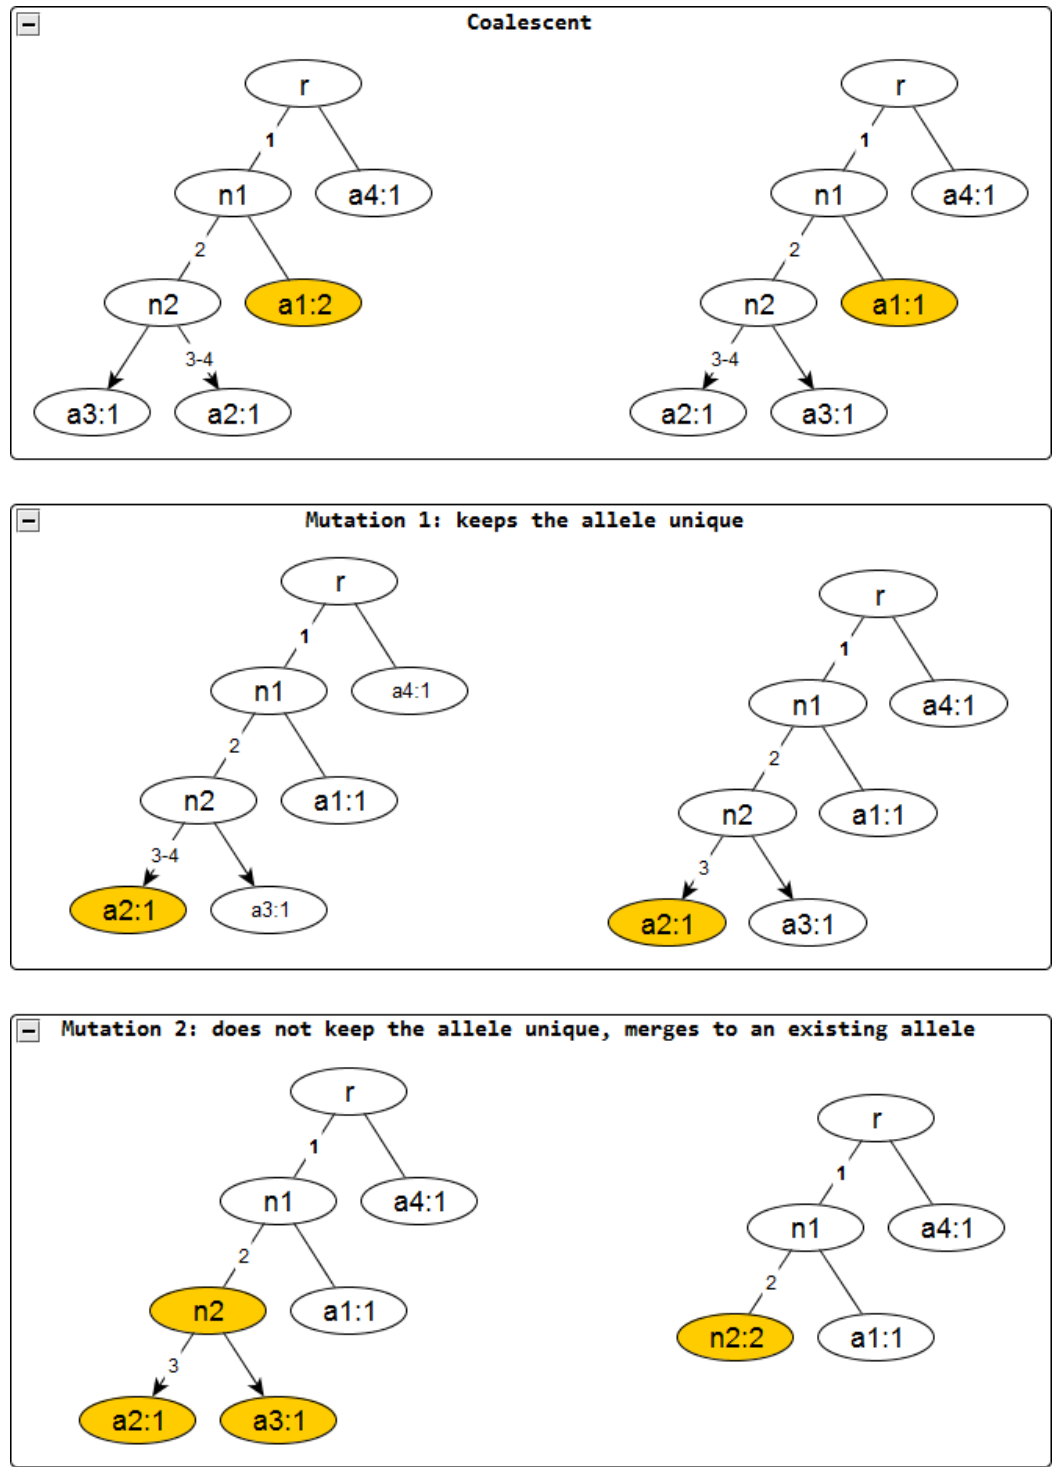 Coalescent
r r
1 1
n1 a4:1 n1 a4:1
2 2
n2 a1:2 n2 a1:1
3-4 3-4
a3:1 a2:1 a2:1 a3:1
Mutation 1: keeps the allele unique
r r
1 1
n1 a4:1 n1 a4:1
2 2
n2 a1:1 n2 a1:1
3-4 3
a2:1 a3:1 a2:1 a3:1
Mutation 2: does not keep the allele unique, merges to an existing allele
r r
1 1
n1 a4:1 n1 a4:1
2 2
n2 a1:1 n2:2 a1:1
3
a2:1 a3:1